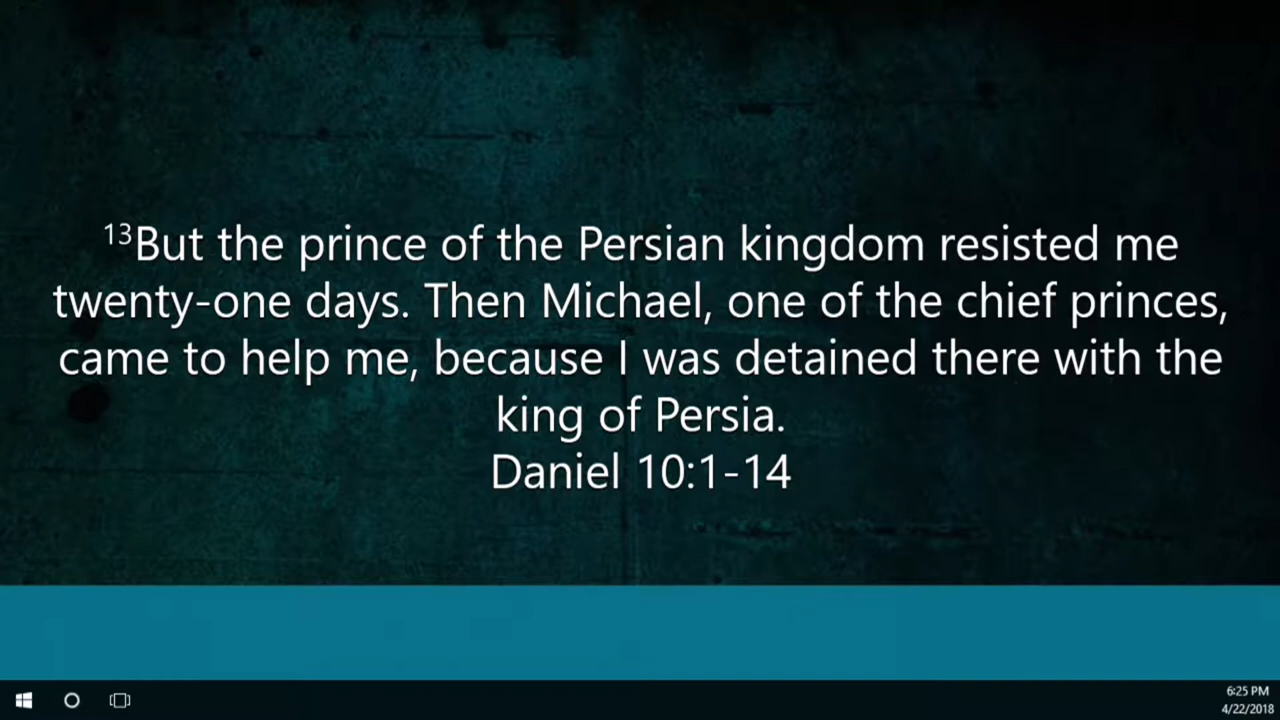 ¹³But the prince of the Persian kingdom resisted me
twenty-one days. Then Michael, one of the chief princes,
came to help me, because I was detained there with the
king of Persia.
Daniel 10:1-14
6:25 PM
4/22/2018